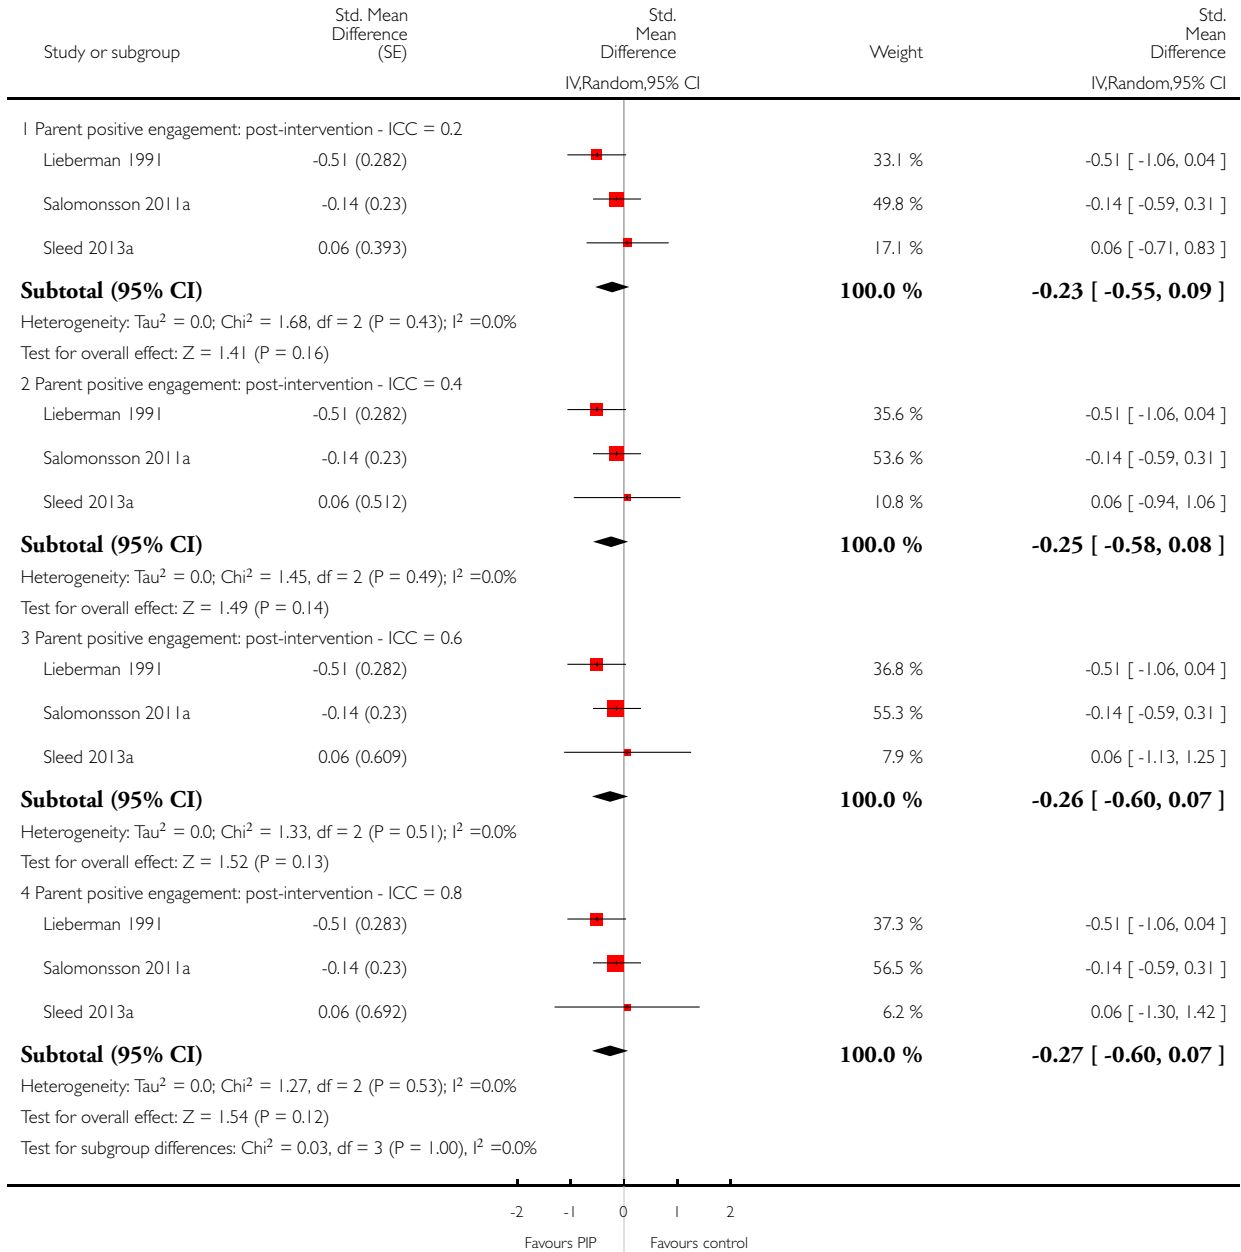 Study or subgroup Std. Mean Difference (SE) Std. Mean Difference Weight Std. Mean Difference
IV,Random,95% CI IV,Random,95% CI
1 Parent positive engagement: post-intervention - ICC = 0.2
Lieberman 1991 -0.51 (0.282) 33.1 % -0.51 [ -1.06, 0.04 ]
Salomonsson 2011a -0.14 (0.23) 49.8 % -0.14 [ -0.59, 0.31 ]
Sleed 2013a 0.06 (0.393) 17.1 % 0.06 [ -0.71, 0.83 ]
Subtotal (95% CI) 100.0 % -0.23 [ -0.55, 0.09 ]
Heterogeneity: Tau² = 0.0; Chi² = 1.68, df = 2 (P = 0.43); I² =0.0%
Test for overall effect: Z = 1.41 (P = 0.16)
2 Parent positive engagement: post-intervention - ICC = 0.4
Lieberman 1991 -0.51 (0.282) 35.6 % -0.51 [ -1.06, 0.04 ]
Salomonsson 2011a -0.14 (0.23) 53.6 % -0.14 [ -0.59, 0.31 ]
Sleed 2013a 0.06 (0.512) 10.8 % 0.06 [ -0.94, 1.06 ]
Subtotal (95% CI) 100.0 % -0.25 [ -0.58, 0.08 ]
Heterogeneity: Tau² = 0.0; Chi² = 1.45, df = 2 (P = 0.49); I² =0.0%
Test for overall effect: Z = 1.49 (P = 0.14)
3 Parent positive engagement: post-intervention - ICC = 0.6
Lieberman 1991 -0.51 (0.282) 36.8 % -0.51 [ -1.06, 0.04 ]
Salomonsson 2011a -0.14 (0.23) 55.3 % -0.14 [ -0.59, 0.31 ]
Sleed 2013a 0.06 (0.609) 7.9 % 0.06 [ -1.13, 1.25 ]
Subtotal (95% CI) 100.0 % -0.26 [ -0.60, 0.07 ]
Heterogeneity: Tau² = 0.0; Chi² = 1.33, df = 2 (P = 0.51); I² =0.0%
Test for overall effect: Z = 1.52 (P = 0.13)
4 Parent positive engagement: post-intervention - ICC = 0.8
Lieberman 1991 -0.51 (0.283) 37.3 % -0.51 [ -1.06, 0.04 ]
Salomonsson 2011a -0.14 (0.23) 56.5 % -0.14 [ -0.59, 0.31 ]
Sleed 2013a 0.06 (0.692) 6.2 % 0.06 [ -1.30, 1.42 ]
Subtotal (95% CI) 100.0 % -0.27 [ -0.60, 0.07 ]
Heterogeneity: Tau² = 0.0; Chi² = 1.27, df = 2 (P = 0.53); I² =0.0%
Test for overall effect: Z = 1.54 (P = 0.12)
Test for subgroup differences: Chi² = 0.03, df = 3 (P = 1.00), I² =0.0%
-2 -1 0 1 2
Favours PIP Favours control